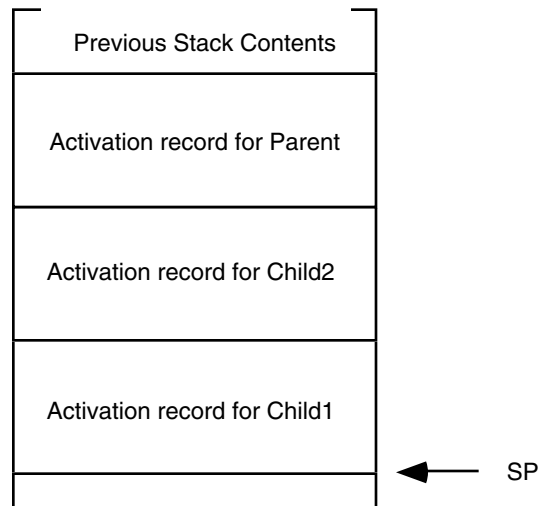 Previous Stack Contents
Activation record for Parent
Activation record for Child2
Activation record for Child1
SP